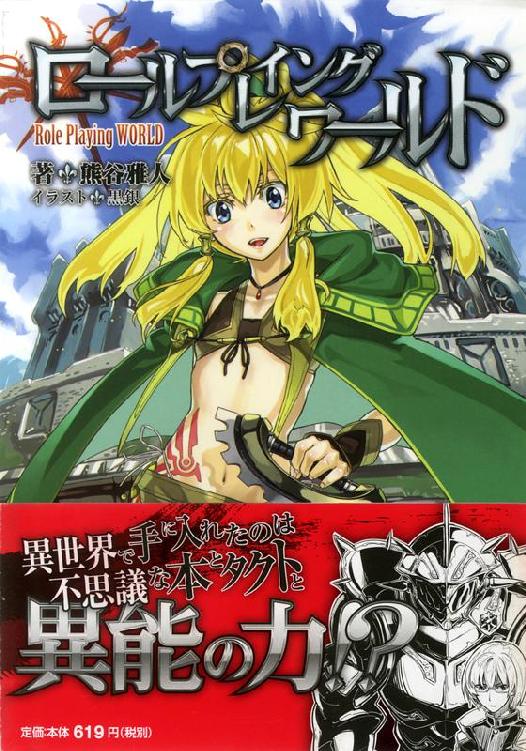 ロールプレイング
ワールド
Role Playing WORLD
著 熊谷雅人
イラスト 黒銀
異世界で手に入れたのは
不思議な本とタクトと
異能の力!?
定価:本体 619 円(税別)